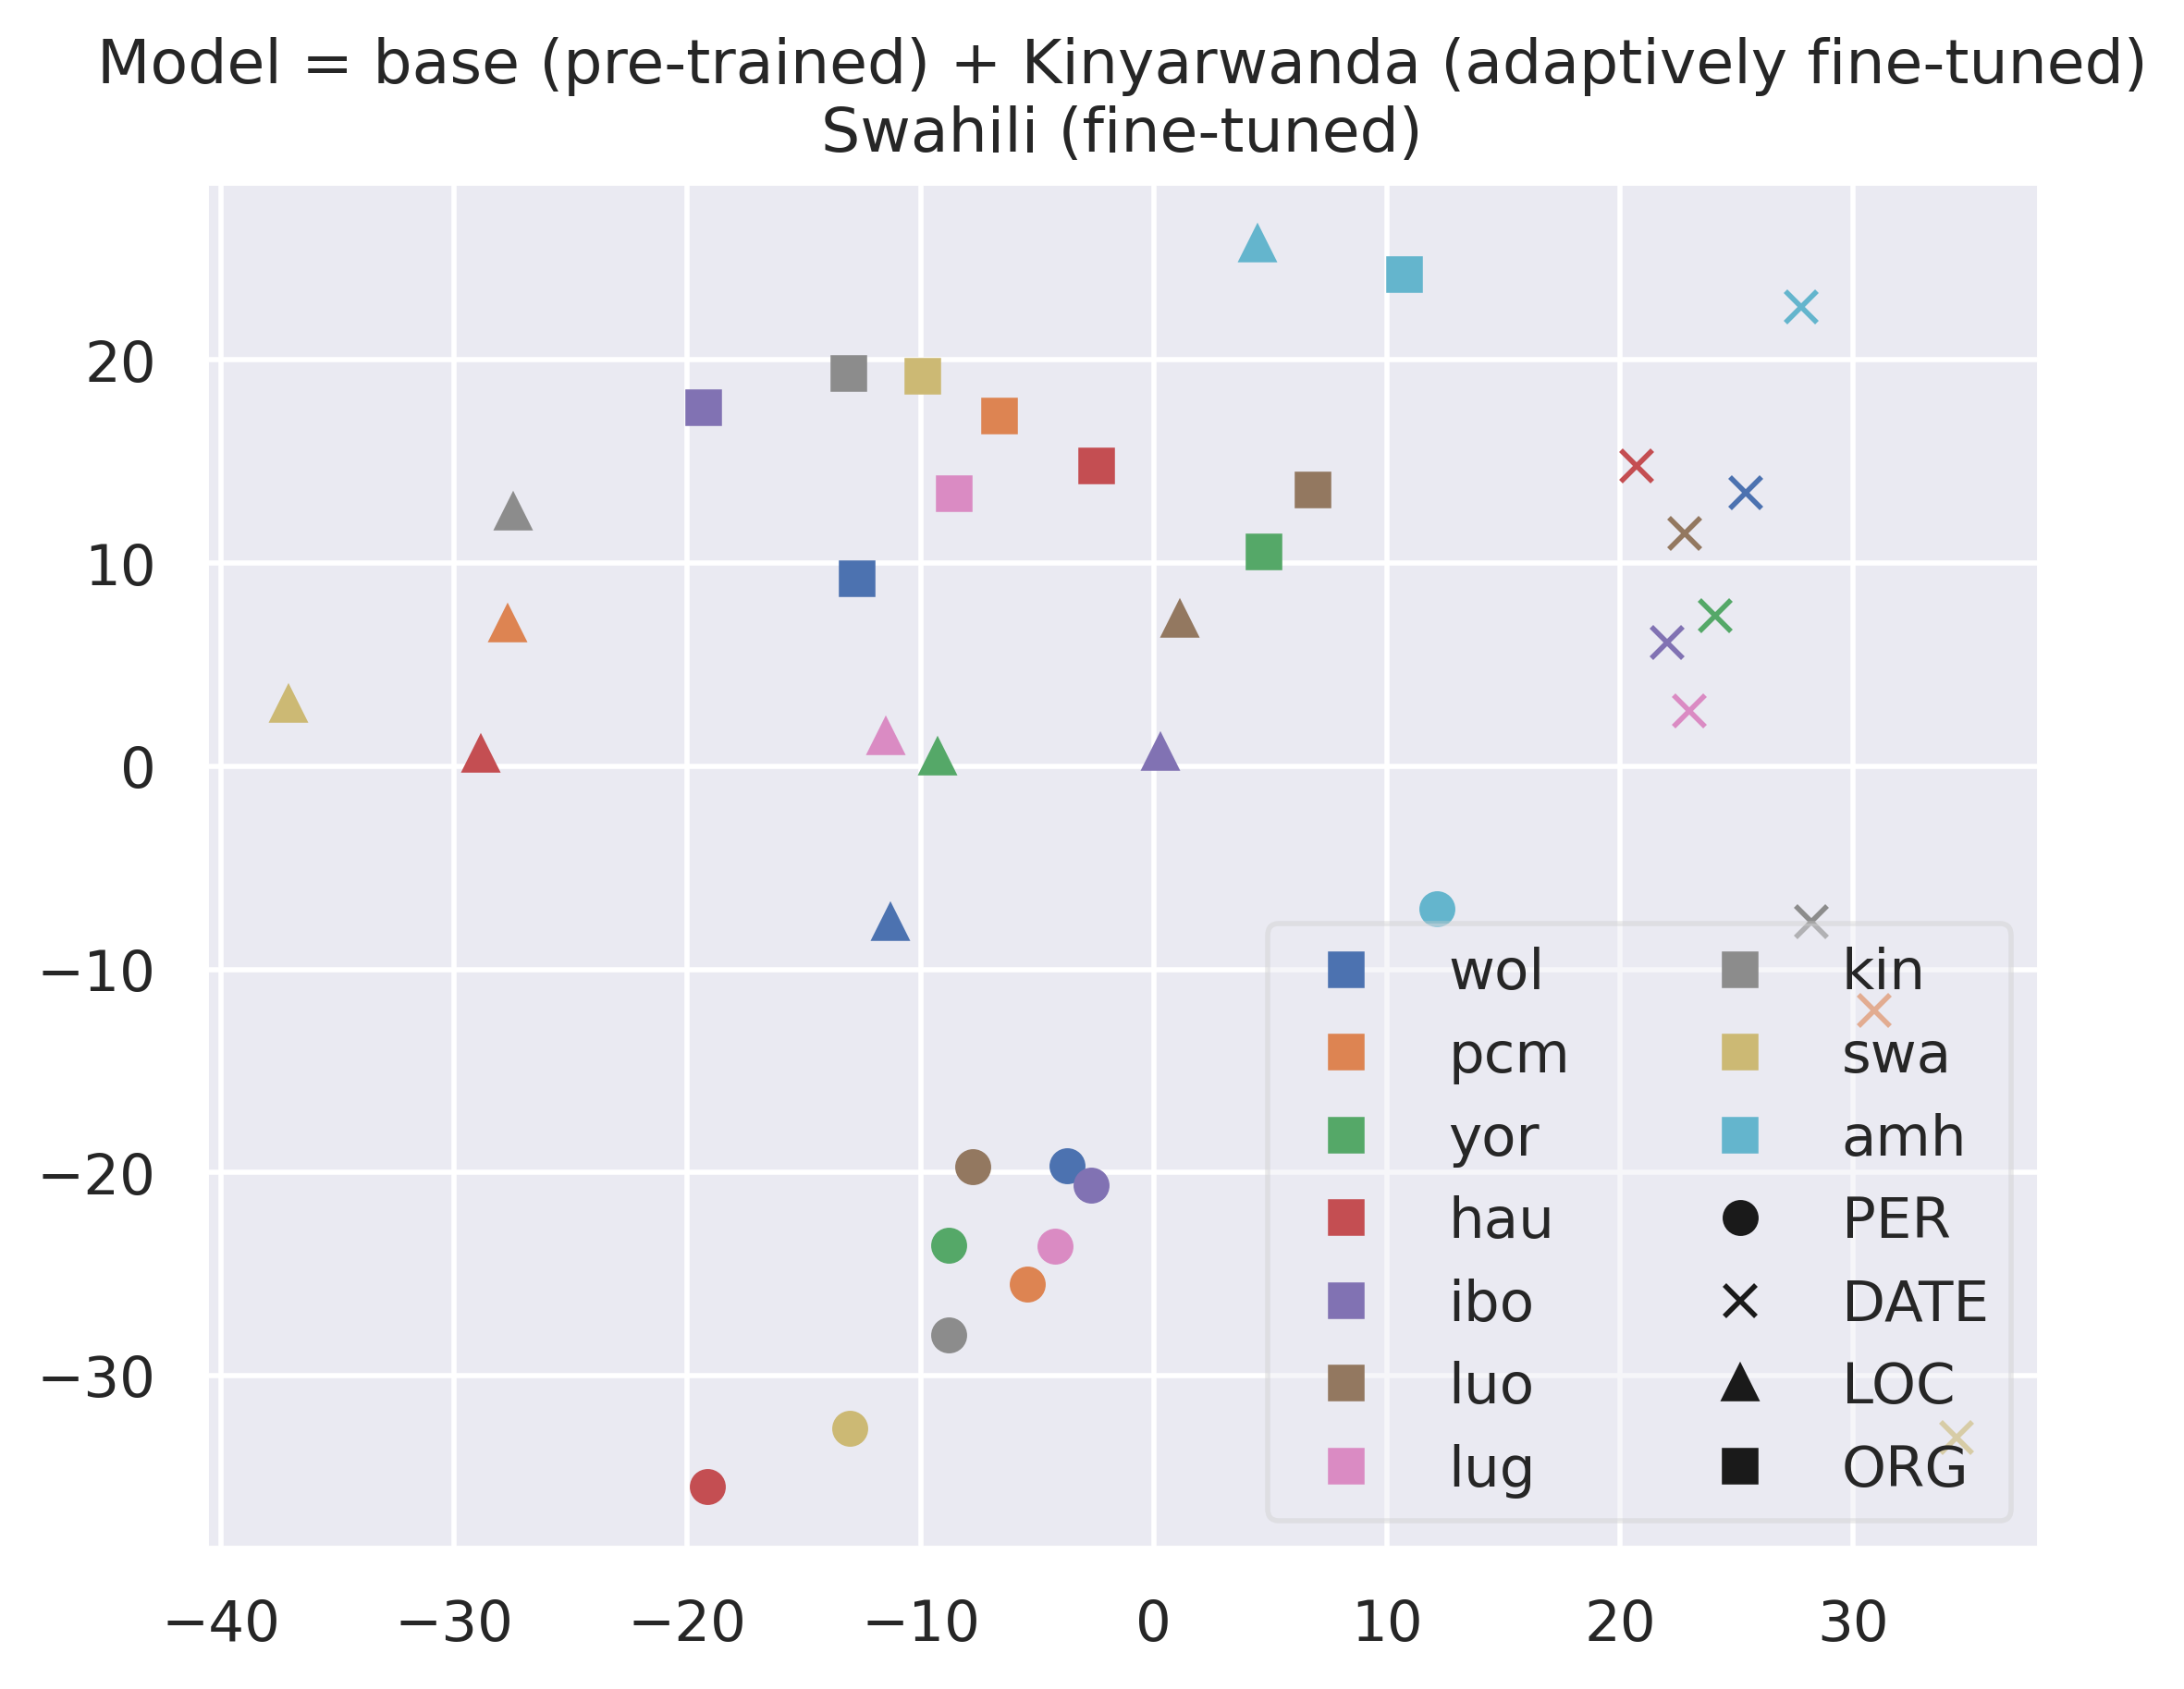 Model = base (pre-trained) + Kinyarwanda (adaptively fine-tuned)
Swahili (fine-tuned)
20
10
0
−10
−20
−30
−40
−30
−20
−10
0
10
20
30
wol
pcm
yor
hau
ibo
luo
lug
kin
swa
amh
PER
DATE
LOC
ORG